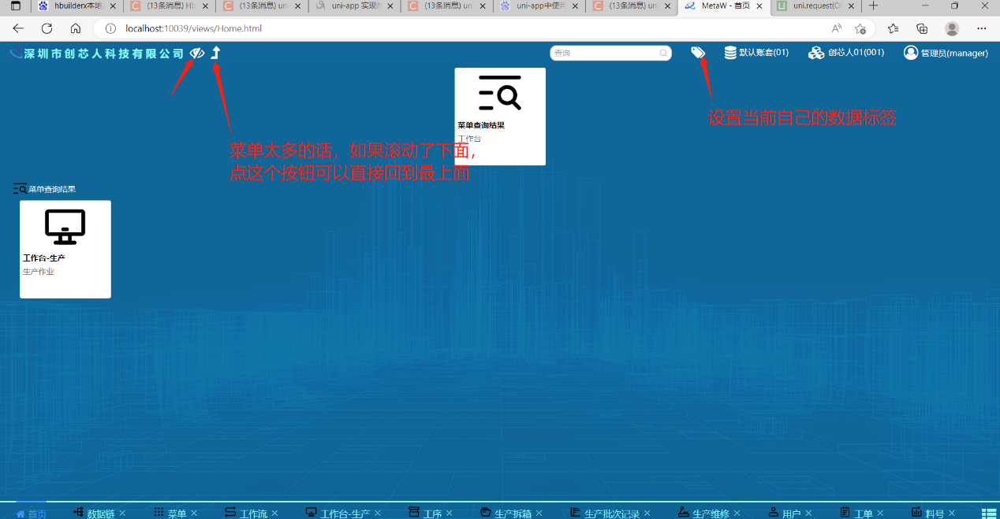 hbuilderx本地
(13条消息) Hb
(13条消息) uni
uni-app 实现
(13条消息) uni
uni-app中使用
(13条消息) uni
MetaW - 首页
uni.request(O
localhost:10039/views/Home.html
深圳市创芯人科技有限公司
查询
默认账套(01)
创芯人01(001)
管理员(manager)
设置当前自己的数据标签
菜单查询结果
工作台
菜单太多的话，如果滚动了下面，
点这个按钮可以直接回到最上面
菜单查询结果
工作台-生产
生产作业
首页
数据链
菜单
工作流
工作台-生产
工序
生产拆箱
生产批次记录
生产维修
用户
工单
料号